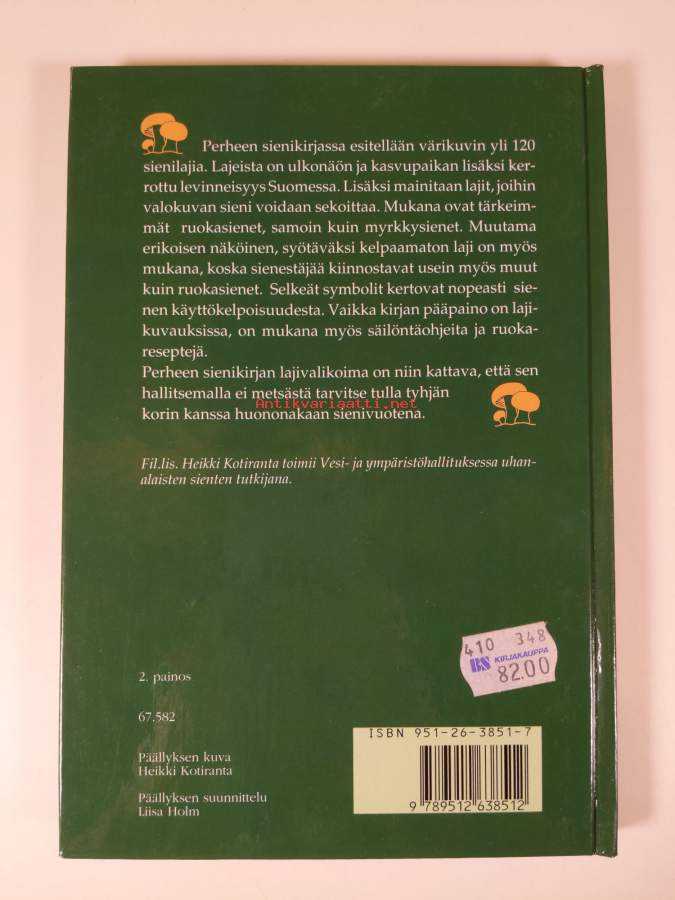 Perheen sienikirjassa esitellään värikuvin yli 120
sienilajia. Lajeista on ulkonäön ja kasvupaikan lisäksi ker-
rottu levinneisyys Suomessa. Lisäksi mainitaan lajit, joihin
valokuvan sieni voidaan sekoittaa. Mukana ovat tärkeim-
mät ruokasienet, samoin kuin myrkkysienet. Muutama
erikoisen näköinen, syötäväksi kelpaamaton laji on myös
mukana, koska sienestäjää kiinnostavat usein myös muut
kuin ruokasienet. Selkeät symbolit kertovat nopeasti sie-
nen käyttökelpoisuudesta. Vaikka kirjan pääpaino on laji-
kuvauksissa, on mukana myös säilöntäohjeita ja ruoka-
reseptejä.
Perheen sienikirjan lajivalikoima on niin kattava, että sen
hallitsemalla ei metsästä tarvitse tulla tyhjän
Antikvariaatti.net
korin kanssa huononakaan sienivuotena.
Fil.lis. Heikki Kotiranta toimii Vesi- ja ympäristöhallituksessa uhan-
alaisten sienten tutkijana.
410 348
BS KIRJAKAUPPA
82.00
2. painos
67.582
Päällyksen kuva
Heikki Kotiranta
Päällyksen suunnittelu
Liisa Holm
ISBN 951-26-3851-7
9 789512 638512